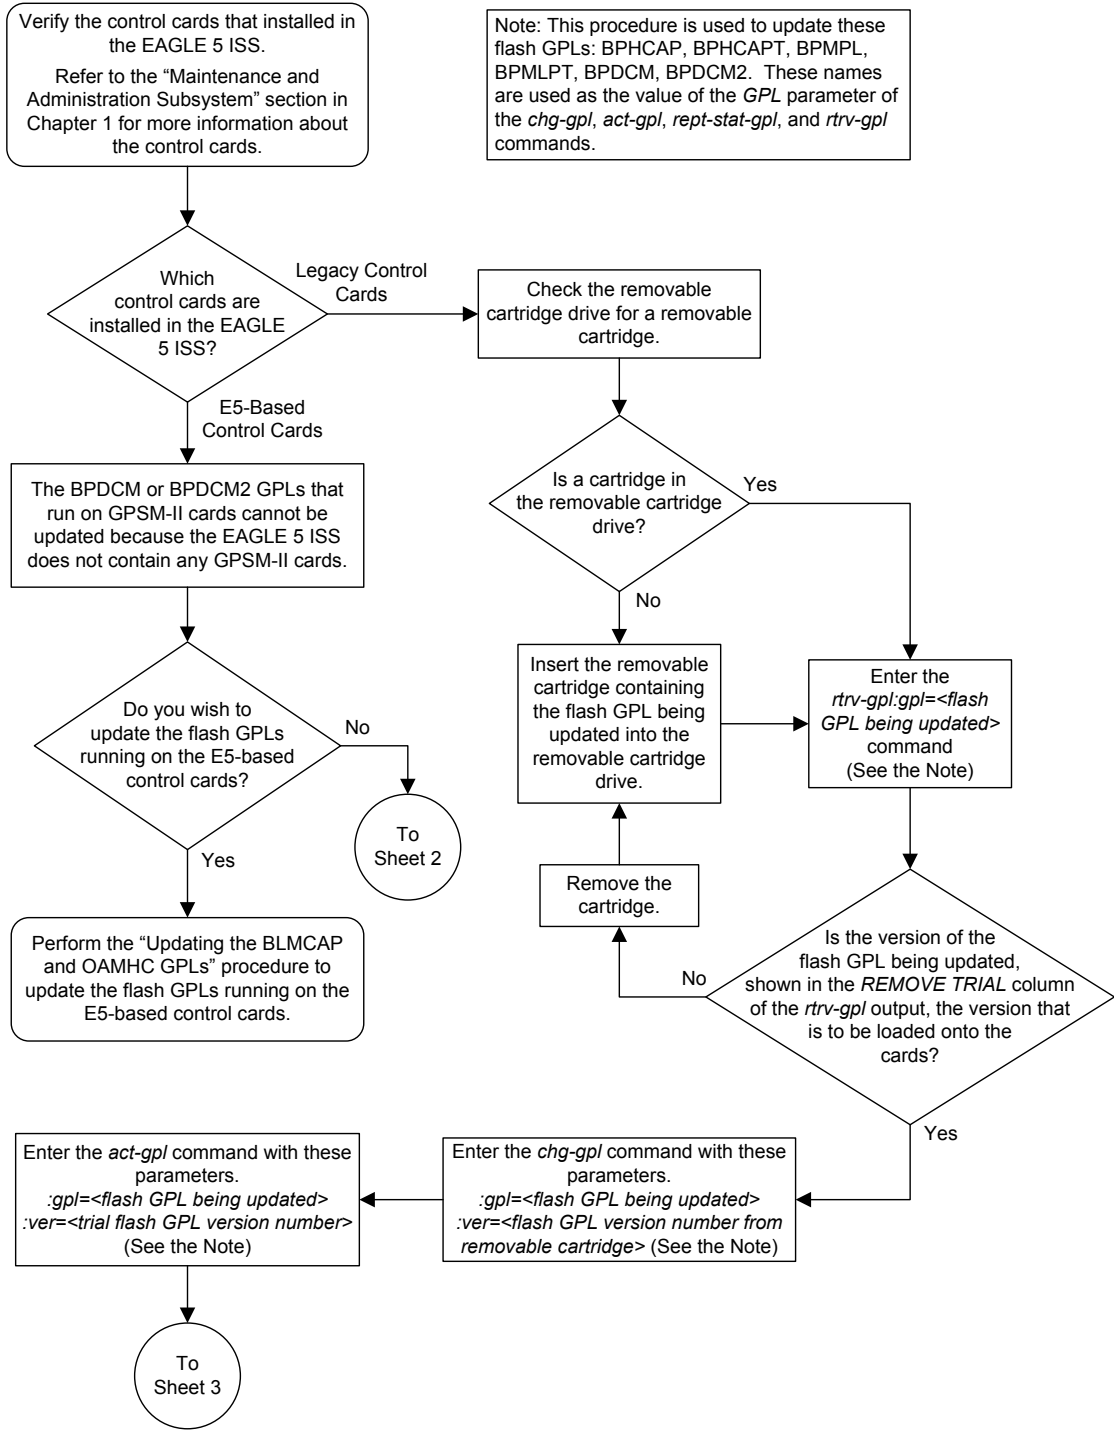 Verify the control cards that installed in
the EAGLE 5 ISS.
Refer to the “Maintenance and
Administration Subsystem” section in
Chapter 1 for more information about
the control cards.
Note: This procedure is used to update these
flash GPLs: BPHCAP, BPHCAPT, BPMPL,
BPMLPT, BPDCM, BPDCM2. These names
are used as the value of the GPL parameter of
the chg-gpl, act-gpl, rept-stat-gpl, and rtrv-gpl
commands.
Which
control cards are
installed in the EAGLE
5 ISS?
Legacy Control
Cards
Check the removable
cartridge drive for a removable
cartridge.
E5-Based
Control Cards
The BPDCM or BPDCM2 GPLs that
run on GPSM-II cards cannot be
updated because the EAGLE 5 ISS
does not contain any GPSM-II cards.
Is a cartridge in
the removable cartridge
drive?
Yes
No
Insert the removable
cartridge containing
the flash GPL being
updated into the
removable cartridge
drive.
Enter the
rtrv-gpl:gpl=<flash
GPL being updated>
command
(See the Note)
Do you wish to
update the flash GPLs
running on the E5-based
control cards?
No
To
Sheet 2
Yes
Remove the
cartridge.
Perform the “Updating the BLMCAP
and OAMHC GPLs” procedure to
update the flash GPLs running on the
E5-based control cards.
Is the version of the
flash GPL being updated,
shown in the REMOVE TRIAL column
of the rtrv-gpl output, the version that
is to be loaded onto the
cards?
No
Yes
Enter the act-gpl command with these
parameters.
:gpl=<flash GPL being updated>
:ver=<trial flash GPL version number>
(See the Note)
Enter the chg-gpl command with these
parameters.
:gpl=<flash GPL being updated>
:ver=<flash GPL version number from
removable cartridge> (See the Note)
To
Sheet 3